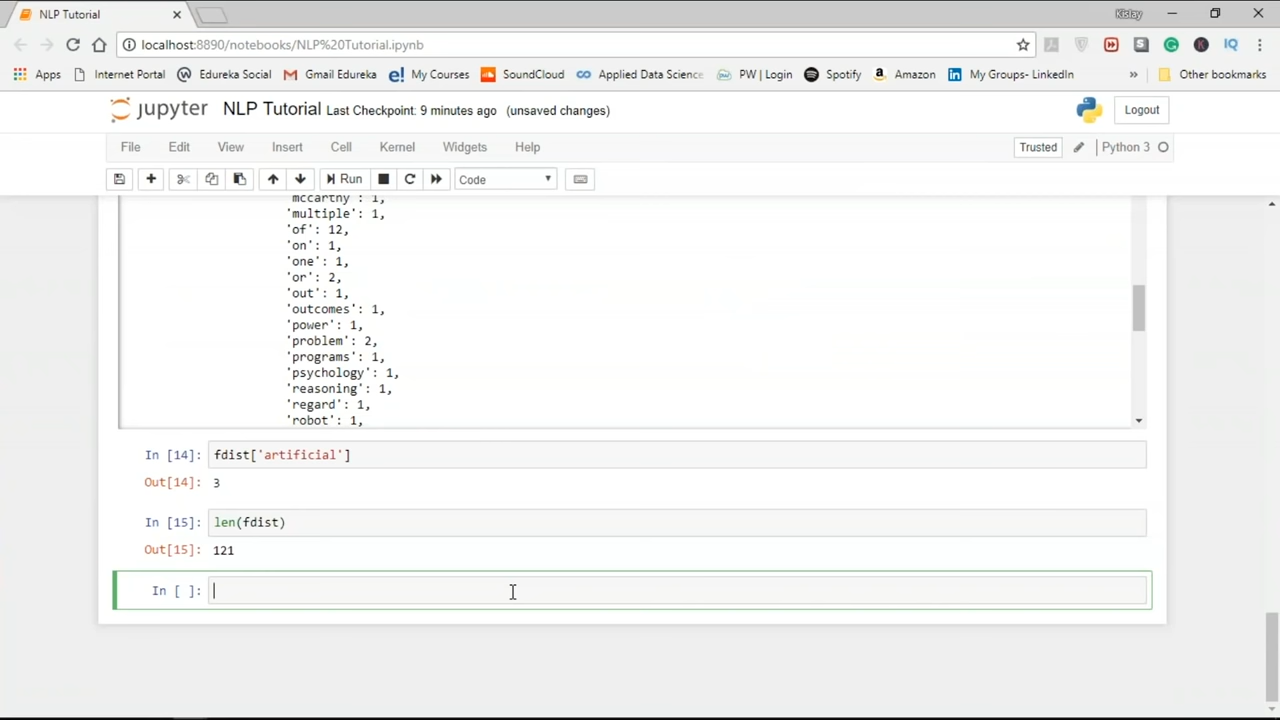 NLP Tutorial
Kislay
localhost:8890/notebooks/NLP%20Tutorial.ipynb
Apps Internet Portal Edureka Social Gmail Edureka My Courses SoundCloud Applied Data Science PW | Login Spotify Amazon My Groups- LinkedIn » Other bookmarks
jupyter NLP Tutorial Last Checkpoint: 9 minutes ago (unsaved changes) Logout
File Edit View Insert Cell Kernel Widgets Help Trusted Python 3
Run Code
'mccarthy': 1,
'multiple': 1,
'of': 12,
'on': 1,
'one': 1,
'or': 2,
'out': 1,
'outcomes': 1,
'power': 1,
'problem': 2,
'programs': 1,
'psychology': 1,
'reasoning': 1,
'regard': 1,
'robot': 1,
In [14]: fdist['artificial']
Out[14]: 3
In [15]: len(fdist)
Out[15]: 121
In [ ]: